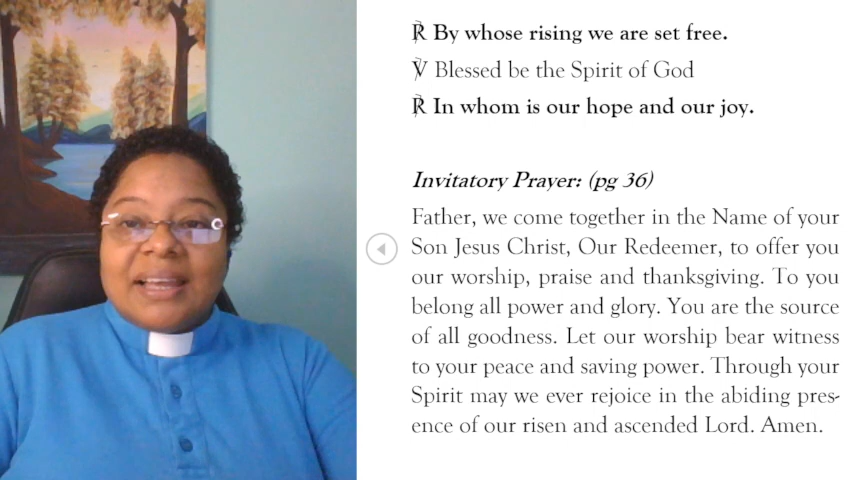 ℟ By whose rising we are set free.
℣ Blessed be the Spirit of God
℟ In whom is our hope and our joy.
Invitatory Prayer: (pg 36)
Father, we come together in the Name of your
Son Jesus Christ, Our Redeemer, to offer you
our worship, praise and thanksgiving. To you
belong all power and glory. You are the source
of all goodness. Let our worship bear witness
to your peace and saving power. Through your
Spirit may we ever rejoice in the abiding pres-
ence of our risen and ascended Lord. Amen.